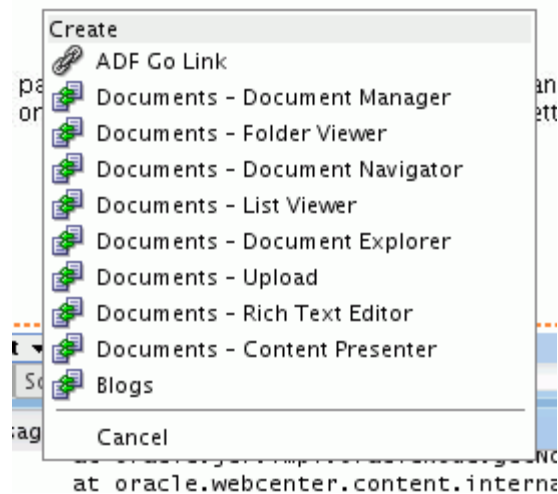 Create
ADF Go Link
Documents - Document Manager
Documents - Folder Viewer
Documents - Document Navigator
Documents - List Viewer
Documents - Document Explorer
Documents - Upload
Documents - Rich Text Editor
Documents - Content Presenter
Blogs
Cancel
at oracle.webcenter.content.interna